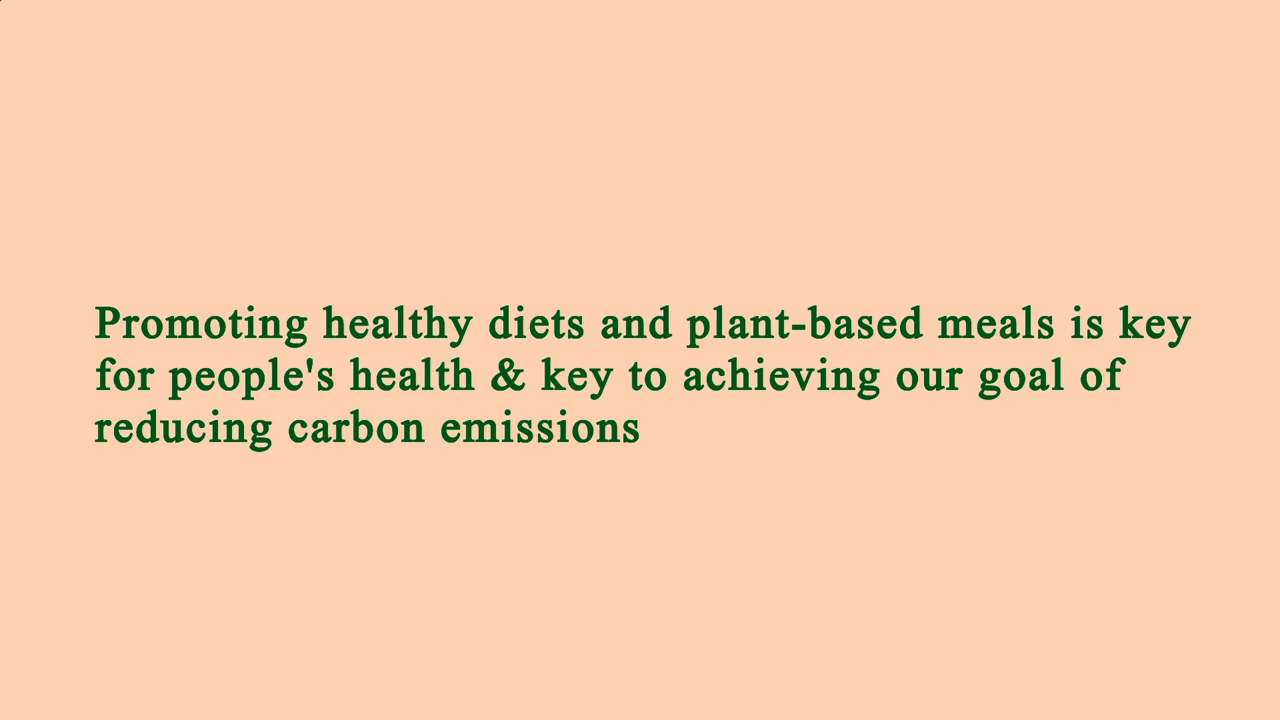 Promoting healthy diets and plant-based meals is key
for people's health & key to achieving our goal of
reducing carbon emissions